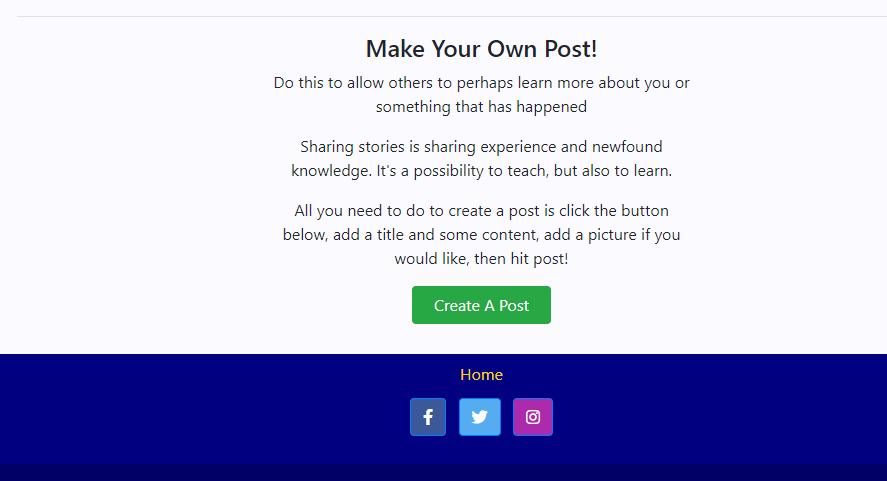 Make Your Own Post!
Do this to allow others to perhaps learn more about you or
something that has happened
Sharing stories is sharing experience and newfound
knowledge. It's a possibility to teach, but also to learn.
All you need to do to create a post is click the button
below, add a title and some content, add a picture if you
would like, then hit post!
Create A Post
Home